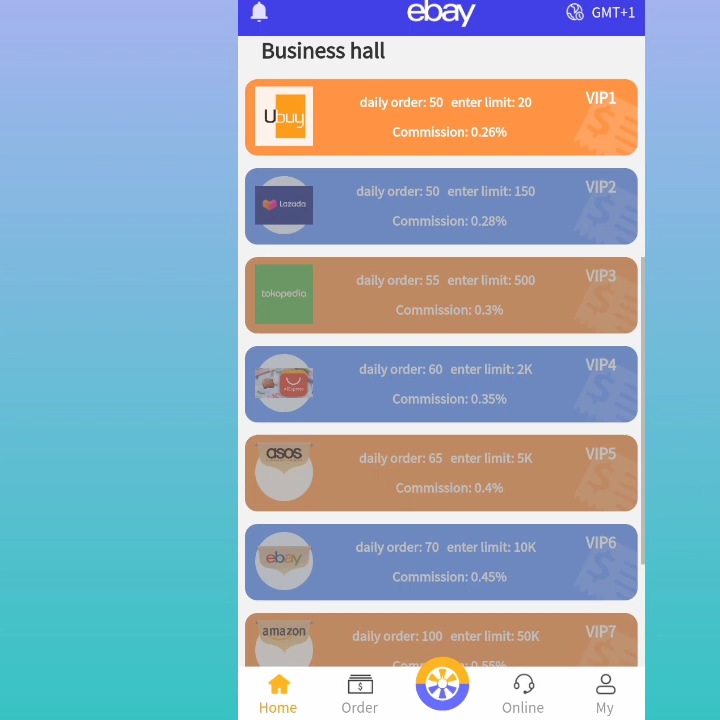 ebay
GMT+1
Business hall
Ubuy
daily order: 50 enter limit: 20
VIP1
Commission: 0.26%
Lazada
daily order: 50 enter limit: 150
VIP2
Commission: 0.28%
tokopedia
daily order: 55 enter limit: 500
VIP3
Commission: 0.3%
AliExpress
daily order: 60 enter limit: 2K
VIP4
Commission: 0.35%
asos
daily order: 65 enter limit: 5K
VIP5
Commission: 0.4%
ebay
daily order: 70 enter limit: 10K
VIP6
Commission: 0.45%
amazon
daily order: 100 enter limit: 50K
VIP7
Commission: 0.55%
Home
Order
Online
My